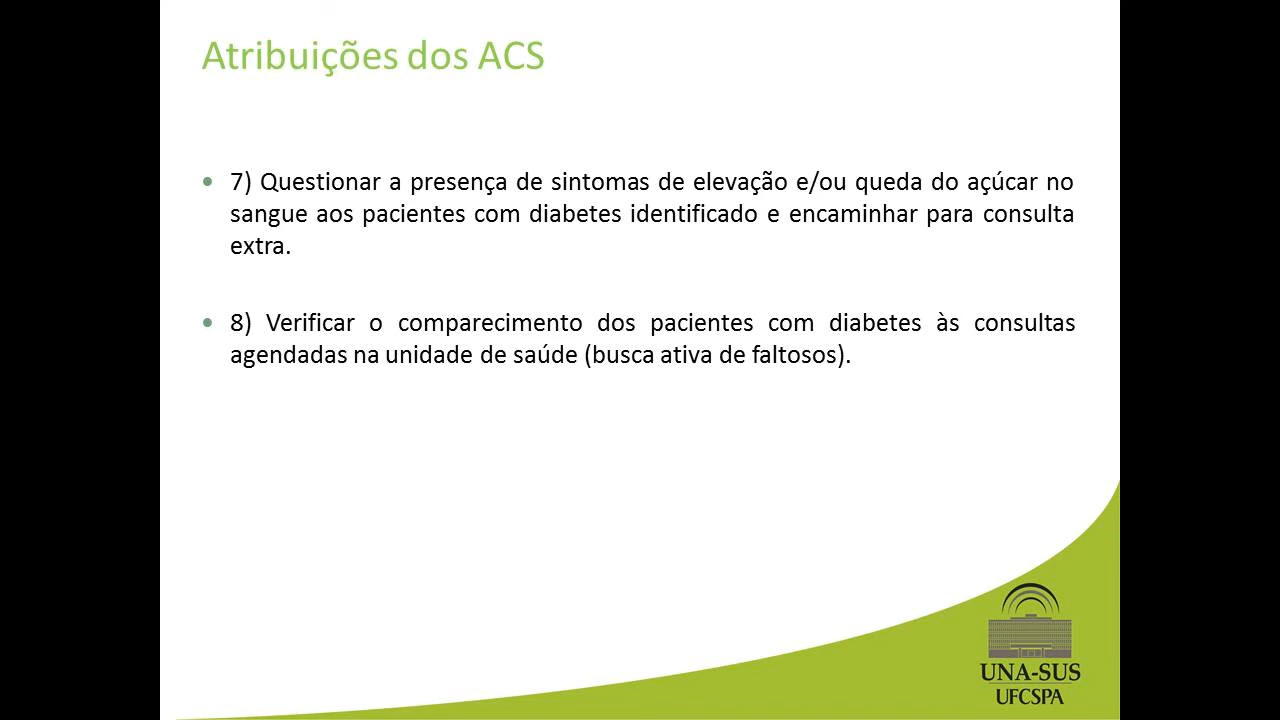 Atribuições dos ACS
• 7) Questionar a presença de sintomas de elevação e/ou queda do açúcar no
sangue aos pacientes com diabetes identificado e encaminhar para consulta
extra.
• 8) Verificar o comparecimento dos pacientes com diabetes às consultas
agendadas na unidade de saúde (busca ativa de faltosos).
UNA-SUS
UFCSPA